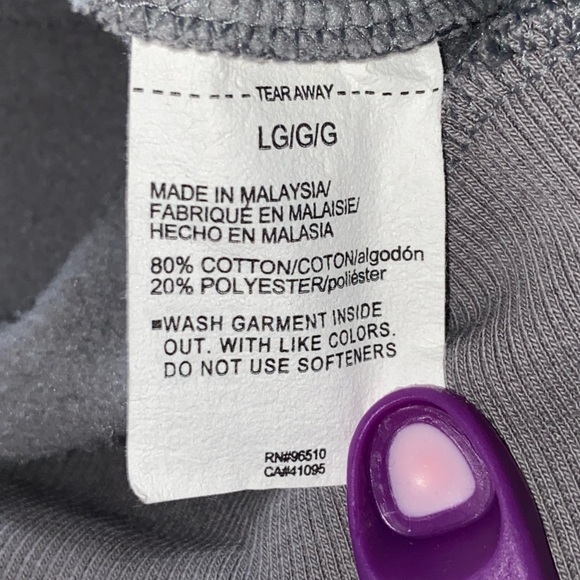 TEAR AWAY
LG/G/G
MADE IN MALAYSIA/
FABRIQUÉ EN MALAISIE/
HECHO EN MALASIA
80% COTTON/COTON/algodón
20% POLYESTER/poliéster
▪WASH GARMENT INSIDE
OUT. WITH LIKE COLORS.
DO NOT USE SOFTENERS
RN#96510
CA#41095